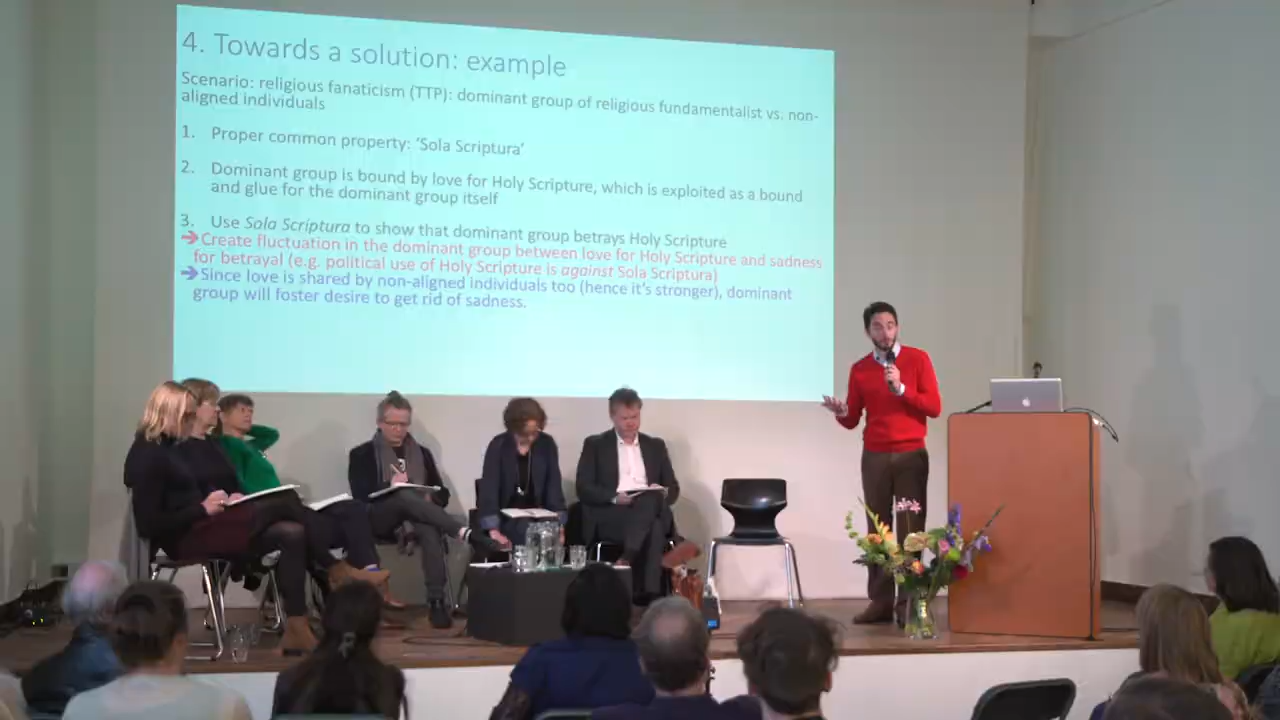 4. Towards a solution: example
Scenario: religious fanaticism (TTP): dominant group of religious fundamentalist vs. non-
aligned individuals
1. Proper common property: ‘Sola Scriptura’
2. Dominant group is bound by love for Holy Scripture, which is exploited as a bound
and glue for the dominant group itself
3. Use Sola Scriptura to show that dominant group betrays Holy Scripture
➔Create fluctuation in the dominant group between love for Holy Scripture and sadness
for betrayal (e.g. political use of Holy Scripture is against Sola Scriptura)
➔Since love is shared by non-aligned individuals too (hence it’s stronger), dominant
group will foster desire to get rid of sadness.